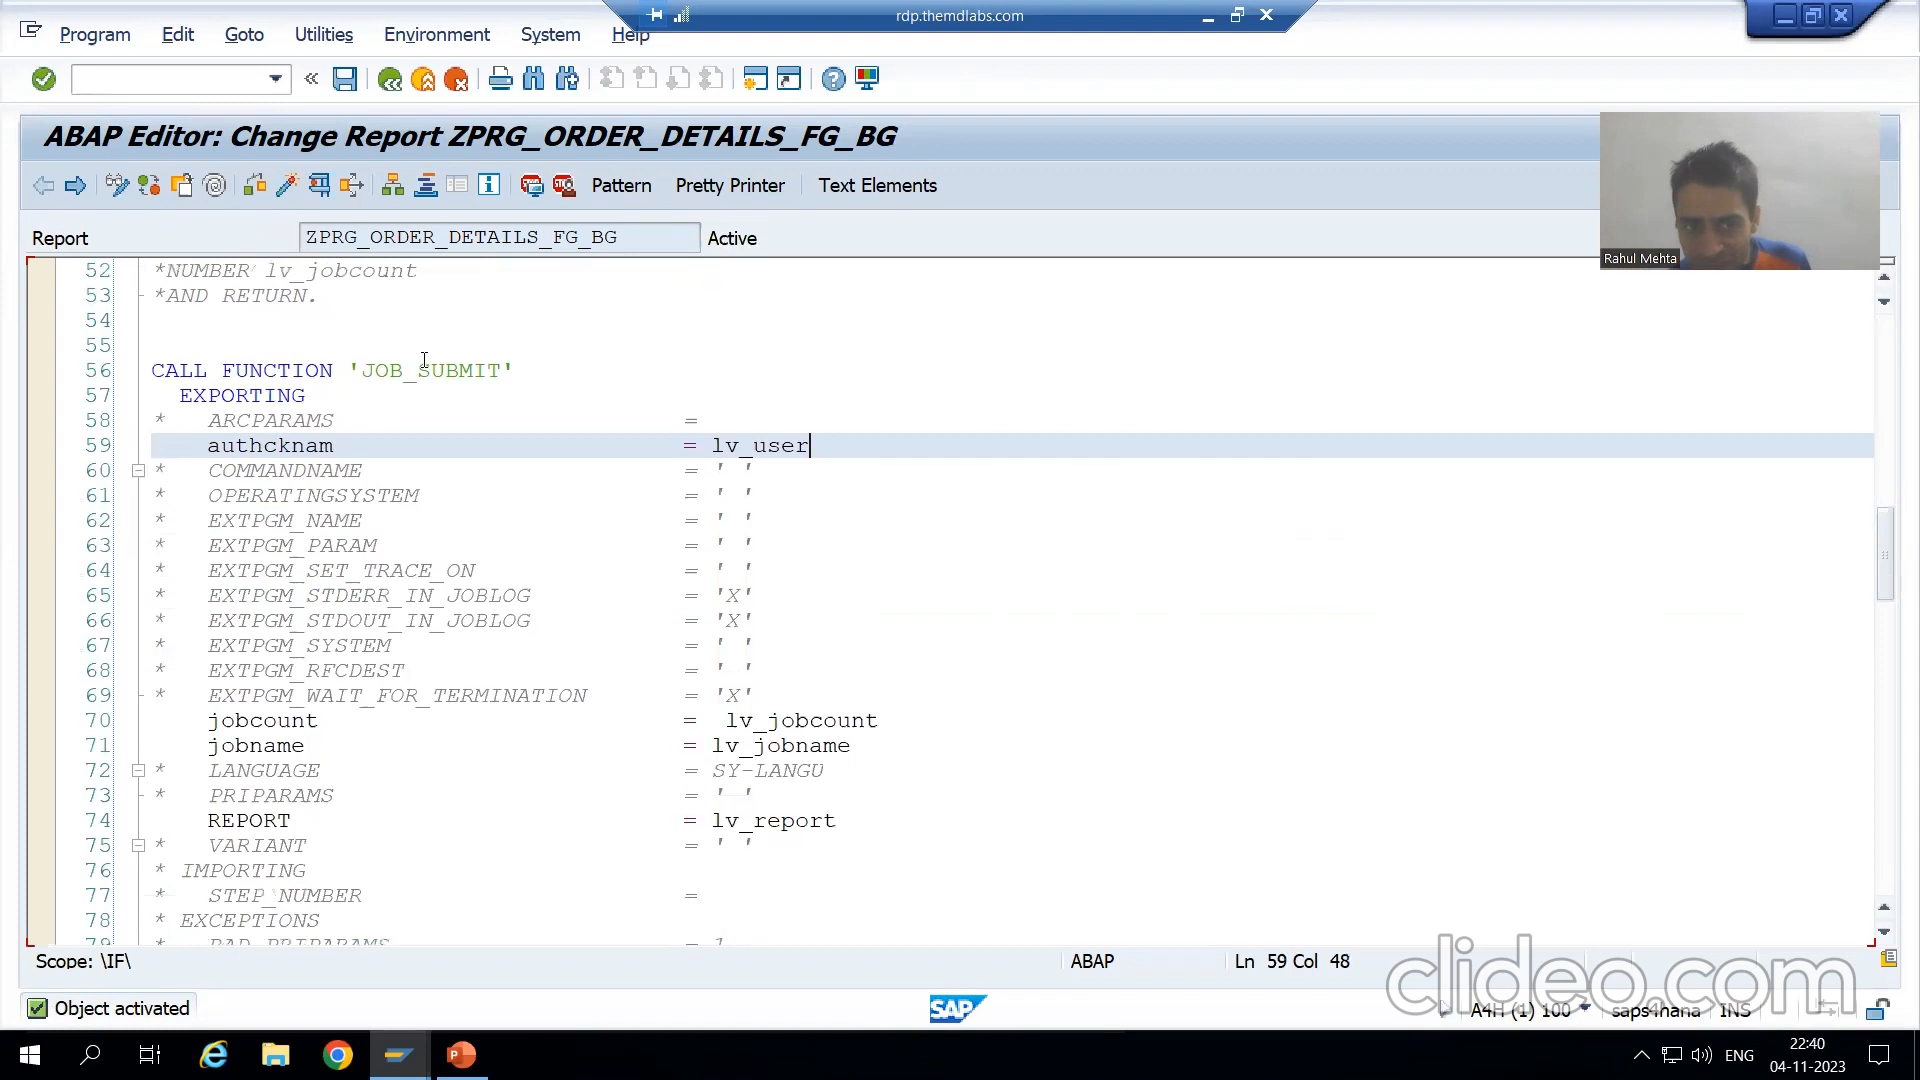 rdp.themdlabs.com
Program Edit Goto Utilities Environment System Help
ABAP Editor: Change Report ZPRG_ORDER_DETAILS_FG_BG
Pattern Pretty Printer Text Elements
Report ZPRG_ORDER_DETAILS_FG_BG Active
Rahul Mehta
52 *NUMBER lv_jobcount
53 *AND RETURN.
54
55
56 CALL FUNCTION 'JOB_SUBMIT'
57 EXPORTING
58 * ARCPARAMS =
59 authcknam = lv_user
60 * COMMANDNAME = ' '
61 * OPERATINGSYSTEM = ' '
62 * EXTPGM_NAME = ' '
63 * EXTPGM_PARAM = ' '
64 * EXTPGM_SET_TRACE_ON = ' '
65 * EXTPGM_STDERR_IN_JOBLOG = 'X'
66 * EXTPGM_STDOUT_IN_JOBLOG = 'X'
67 * EXTPGM_SYSTEM = ' '
68 * EXTPGM_RFCDEST = ' '
69 * EXTPGM_WAIT_FOR_TERMINATION = 'X'
70 jobcount = lv_jobcount
71 jobname = lv_jobname
72 * LANGUAGE = SY-LANGU
73 * PRIPARAMS = ' '
74 REPORT = lv_report
75 * VARIANT = ' '
76 * IMPORTING
77 * STEP_NUMBER =
78 * EXCEPTIONS
79 * BAD_PRIPARAMS = 1
Scope: \IF\ ABAP Ln 59 Col 48
clideo.com
Object activated SAP A4H (1) 100 saps4hana INS
ENG 22:40
04-11-2023